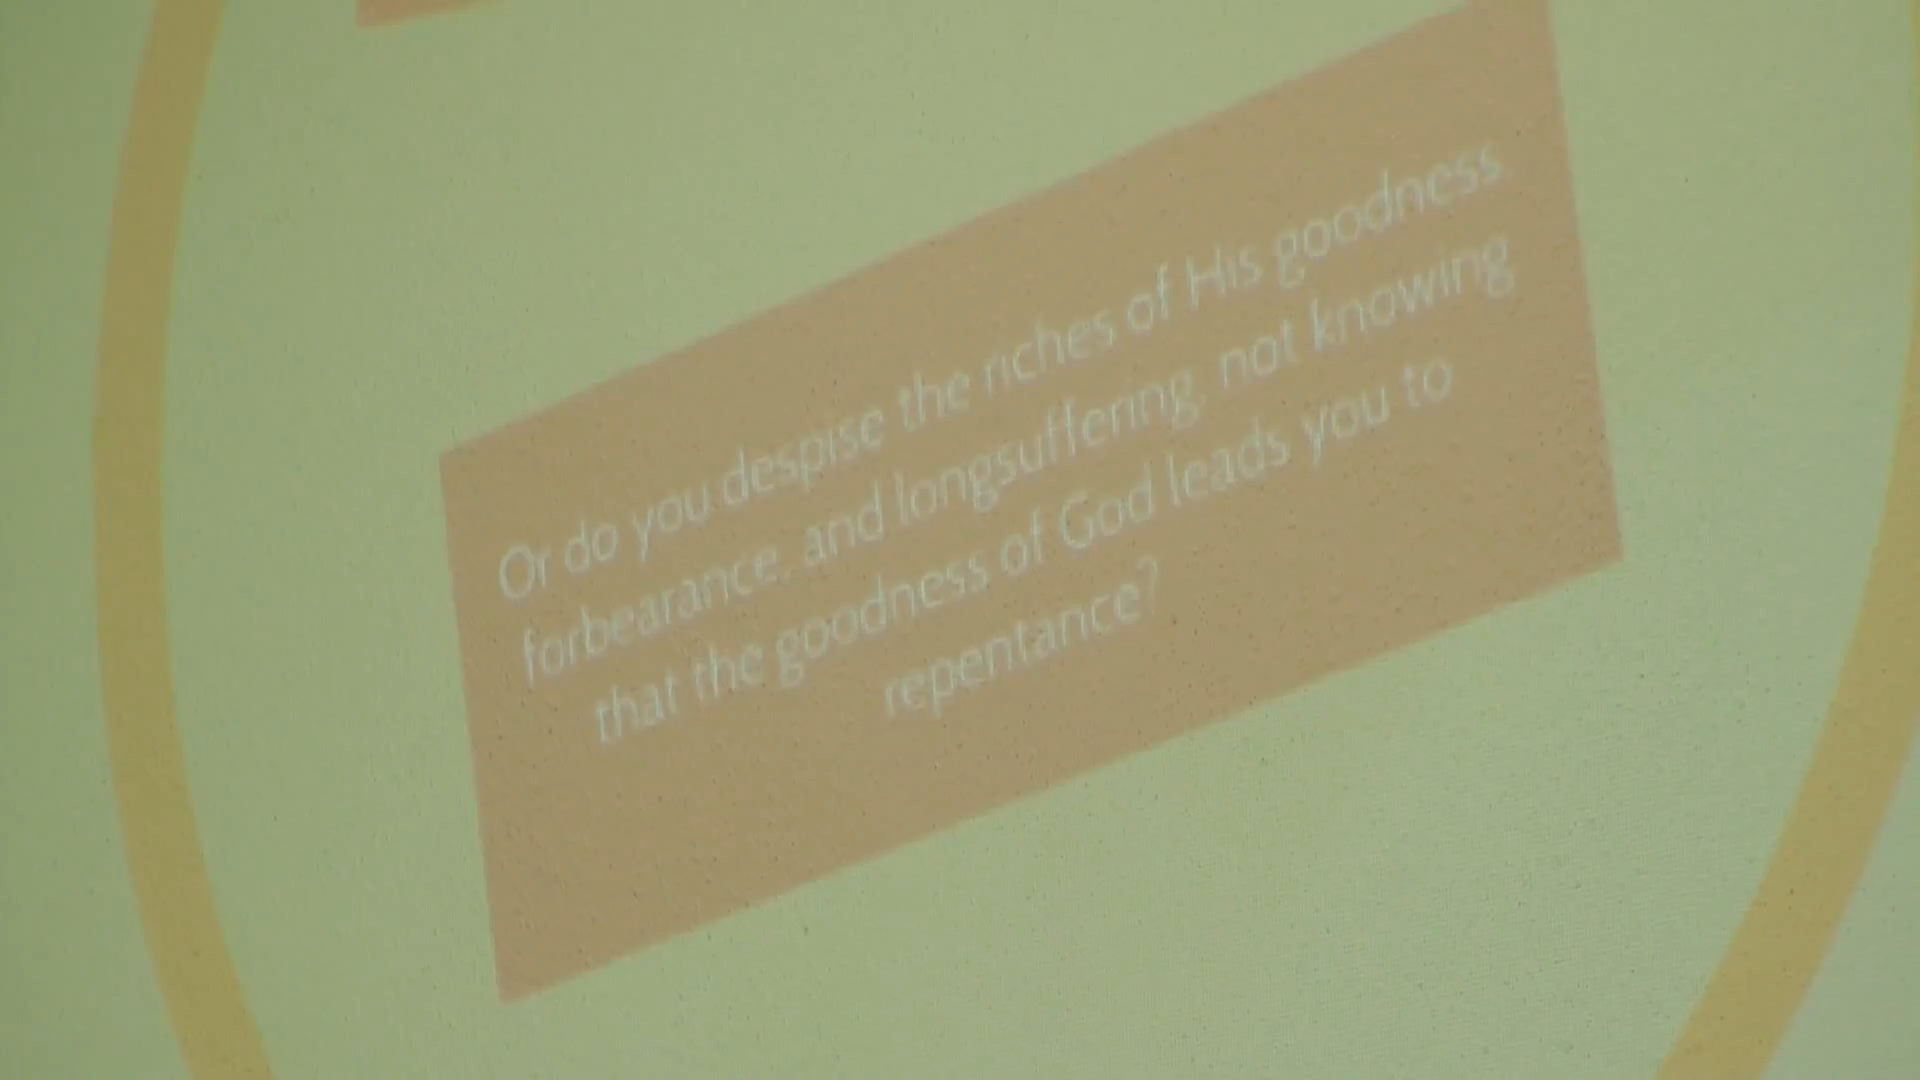 Or do you despise the riches of His goodness,
forbearance, and longsuffering, not knowing
that the goodness of God leads you to
repentance?